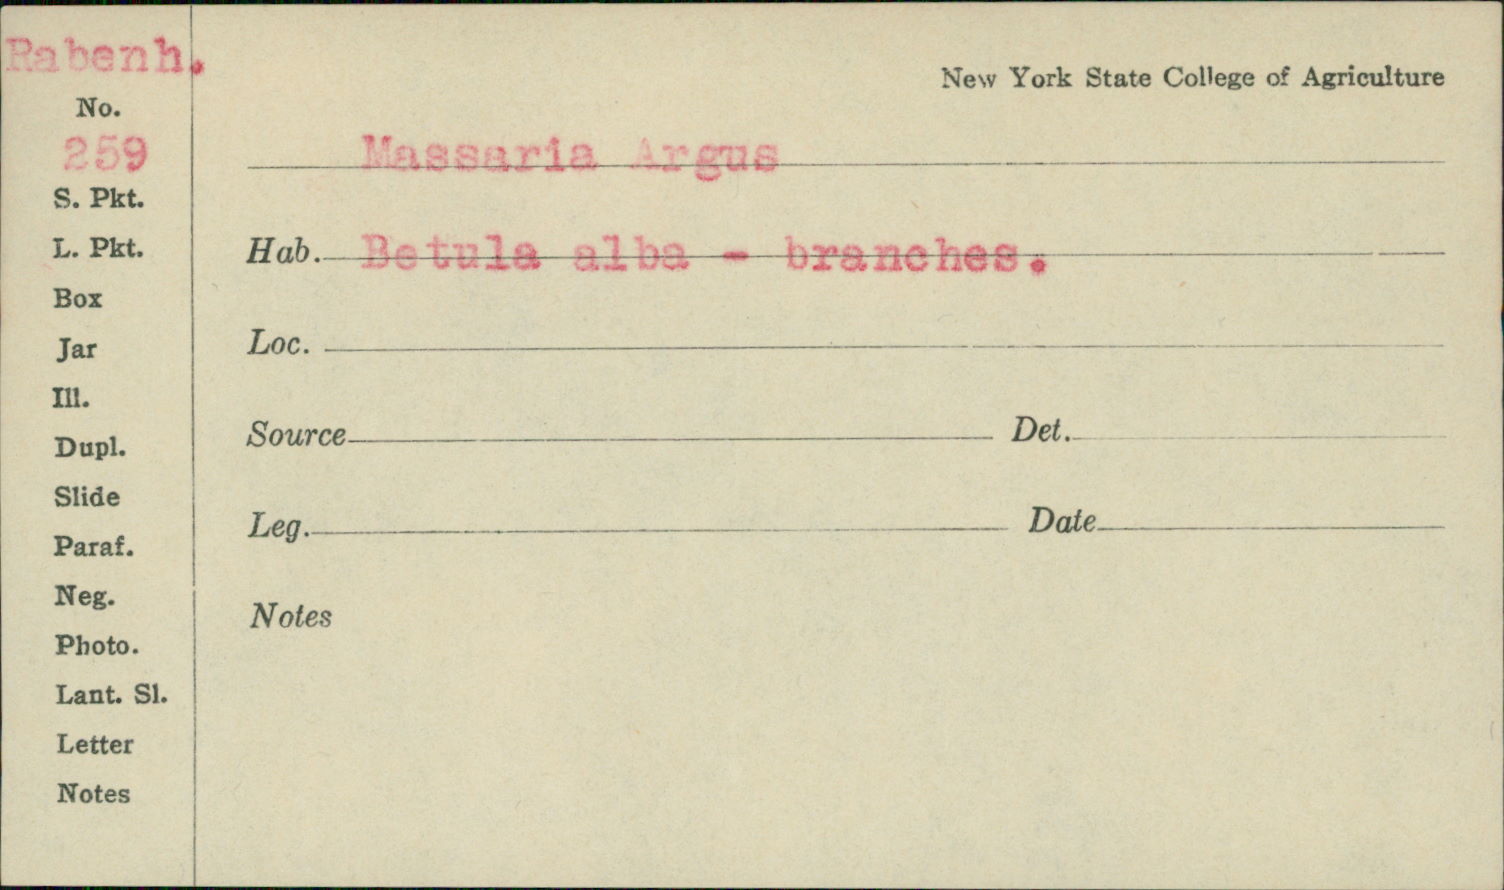 Rabenh.
No.
259
S. Pkt.
L. Pkt.
Box
Jar
Ill.
Dupl.
Slide
Paraf.
Neg.
Photo.
Lant. Sl.
Letter
Notes
New York State College of Agriculture
Massaria Argus
Hab. Betula alba - branches.
Loc.
Source Det.
Leg. Date
Notes